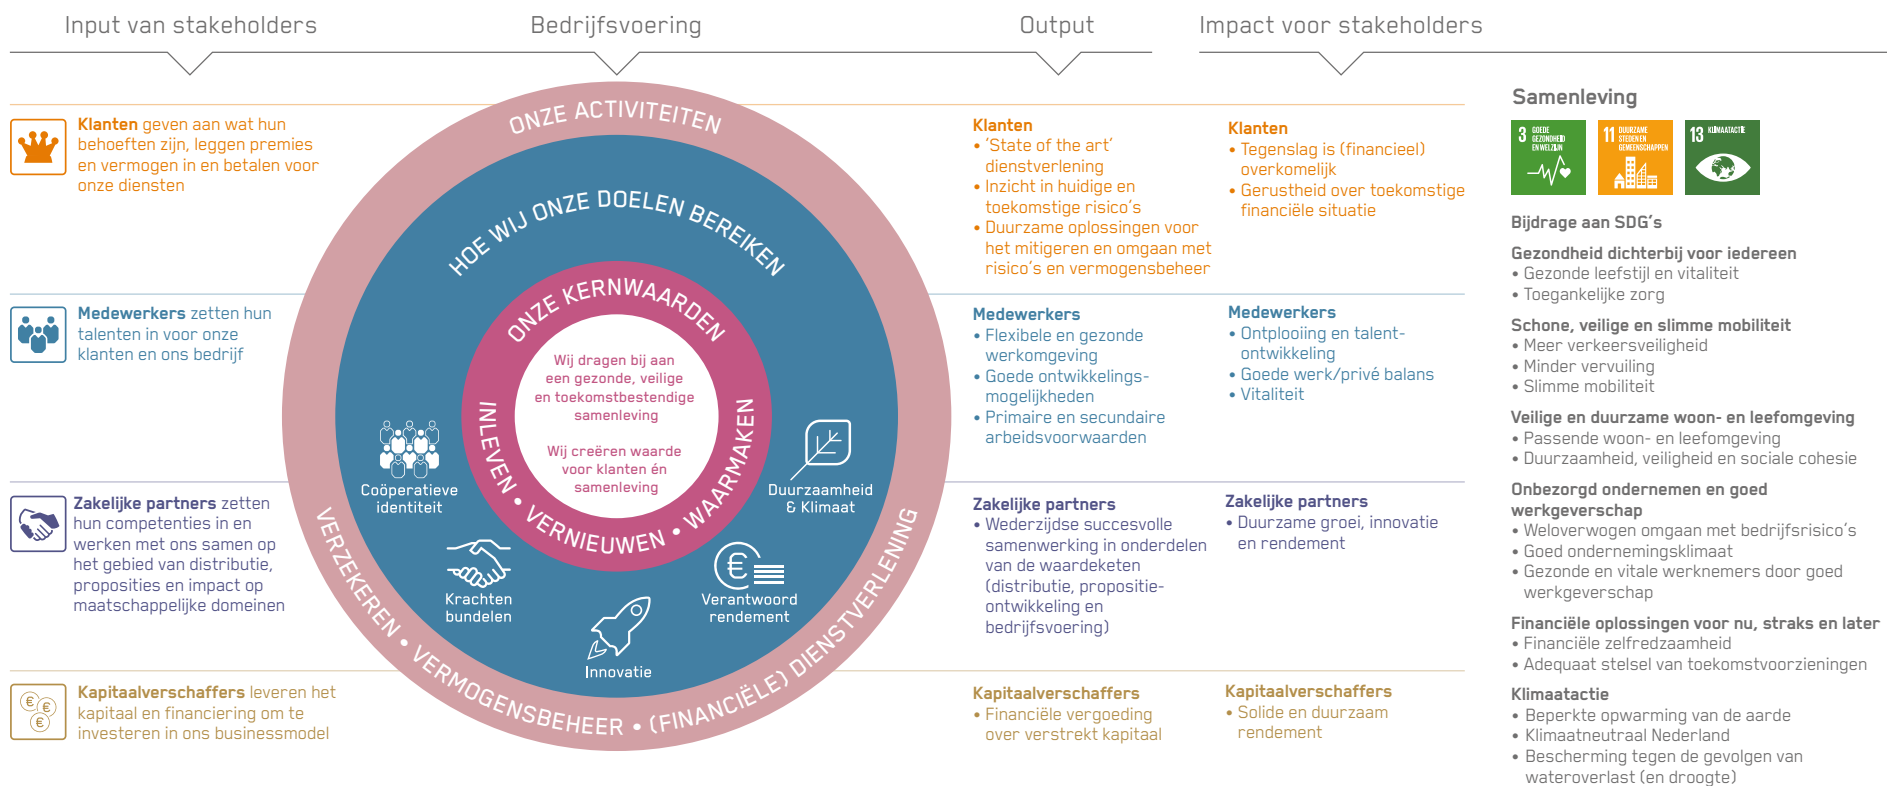 Input van stakeholders
Bedrijfsvoering
Output
Impact voor stakeholders
Klanten geven aan wat hun
behoeften zijn, leggen premies
en vermogen in en betalen voor
onze diensten
Medewerkers zetten hun
talenten in voor onze
klanten en ons bedrijf
Zakelijke partners zetten
hun competenties in en
werken met ons samen op
het gebied van distributie,
proposities en impact op
maatschappelijke domeinen
Kapitaalverschaffers leveren het
kapitaal en financiering om te
investeren in ons businessmodel
ONZE ACTIVITEITEN
HOE WIJ ONZE DOELEN BEREIKEN
ONZE KERNWAARDEN
Wij dragen bij aan
een gezonde, veilige
en toekomstbestendige
samenleving
Wij creëren waarde
voor klanten én
samenleving
INLEVEN • VERNIEUWEN • WAARMAKEN
Coöperatieve
identiteit
Krachten
bundelen
Innovatie
Verantwoord
rendement
Duurzaamheid
& Klimaat
VERZEKEREN • VERMOGENSBEHEER • (FINANCIËLE) DIENSTVERLENING
Klanten
• 'State of the art'
dienstverlening
• Inzicht in huidige en
toekomstige risico's
• Duurzame oplossingen voor
het mitigeren en omgaan met
risico's en vermogensbeheer
Medewerkers
• Flexibele en gezonde
werkomgeving
• Goede ontwikkelings-
mogelijkheden
• Primaire en secundaire
arbeidsvoorwaarden
Zakelijke partners
• Wederzijdse succesvolle
samenwerking in onderdelen
van de waardeketen
(distributie, propositie-
ontwikkeling en
bedrijfsvoering)
Kapitaalverschaffers
• Financiële vergoeding
over verstrekt kapitaal
Klanten
• Tegenslag is (financieel)
overkomelijk
• Gerustheid over toekomstige
financiële situatie
Medewerkers
• Ontplooiing en talent-
ontwikkeling
• Goede werk/privé balans
• Vitaliteit
Zakelijke partners
• Duurzame groei, innovatie
en rendement
Kapitaalverschaffers
• Solide en duurzaam
rendement
Samenleving
3 GOEDE
GEZONDHEID
EN WELZIJN
11 DUURZAME
STEDEN EN
GEMEENSCHAPPEN
13 KLIMAATACTIE
Bijdrage aan SDG's
Gezondheid dichterbij voor iedereen
• Gezonde leefstijl en vitaliteit
• Toegankelijke zorg
Schone, veilige en slimme mobiliteit
• Meer verkeersveiligheid
• Minder vervuiling
• Slimme mobiliteit
Veilige en duurzame woon- en leefomgeving
• Passende woon- en leefomgeving
• Duurzaamheid, veiligheid en sociale cohesie
Onbezorgd ondernemen en goed
werkgeverschap
• Weloverwogen omgaan met bedrijfsrisico's
• Goed ondernemingsklimaat
• Gezonde en vitale werknemers door goed
werkgeverschap
Financiële oplossingen voor nu, straks en later
• Financiële zelfredzaamheid
• Adequaat stelsel van toekomstvoorzieningen
Klimaatactie
• Beperkte opwarming van de aarde
• Klimaatneutraal Nederland
• Bescherming tegen de gevolgen van
wateroverlast (en droogte)